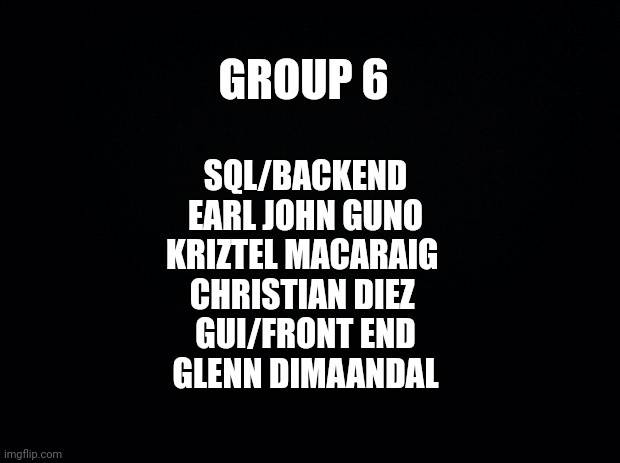 GROUP 6
SQL/BACKEND
EARL JOHN GUNO
KRIZTEL MACARAIG
CHRISTIAN DIEZ
GUI/FRONT END
GLENN DIMAANDAL
imgflip.com